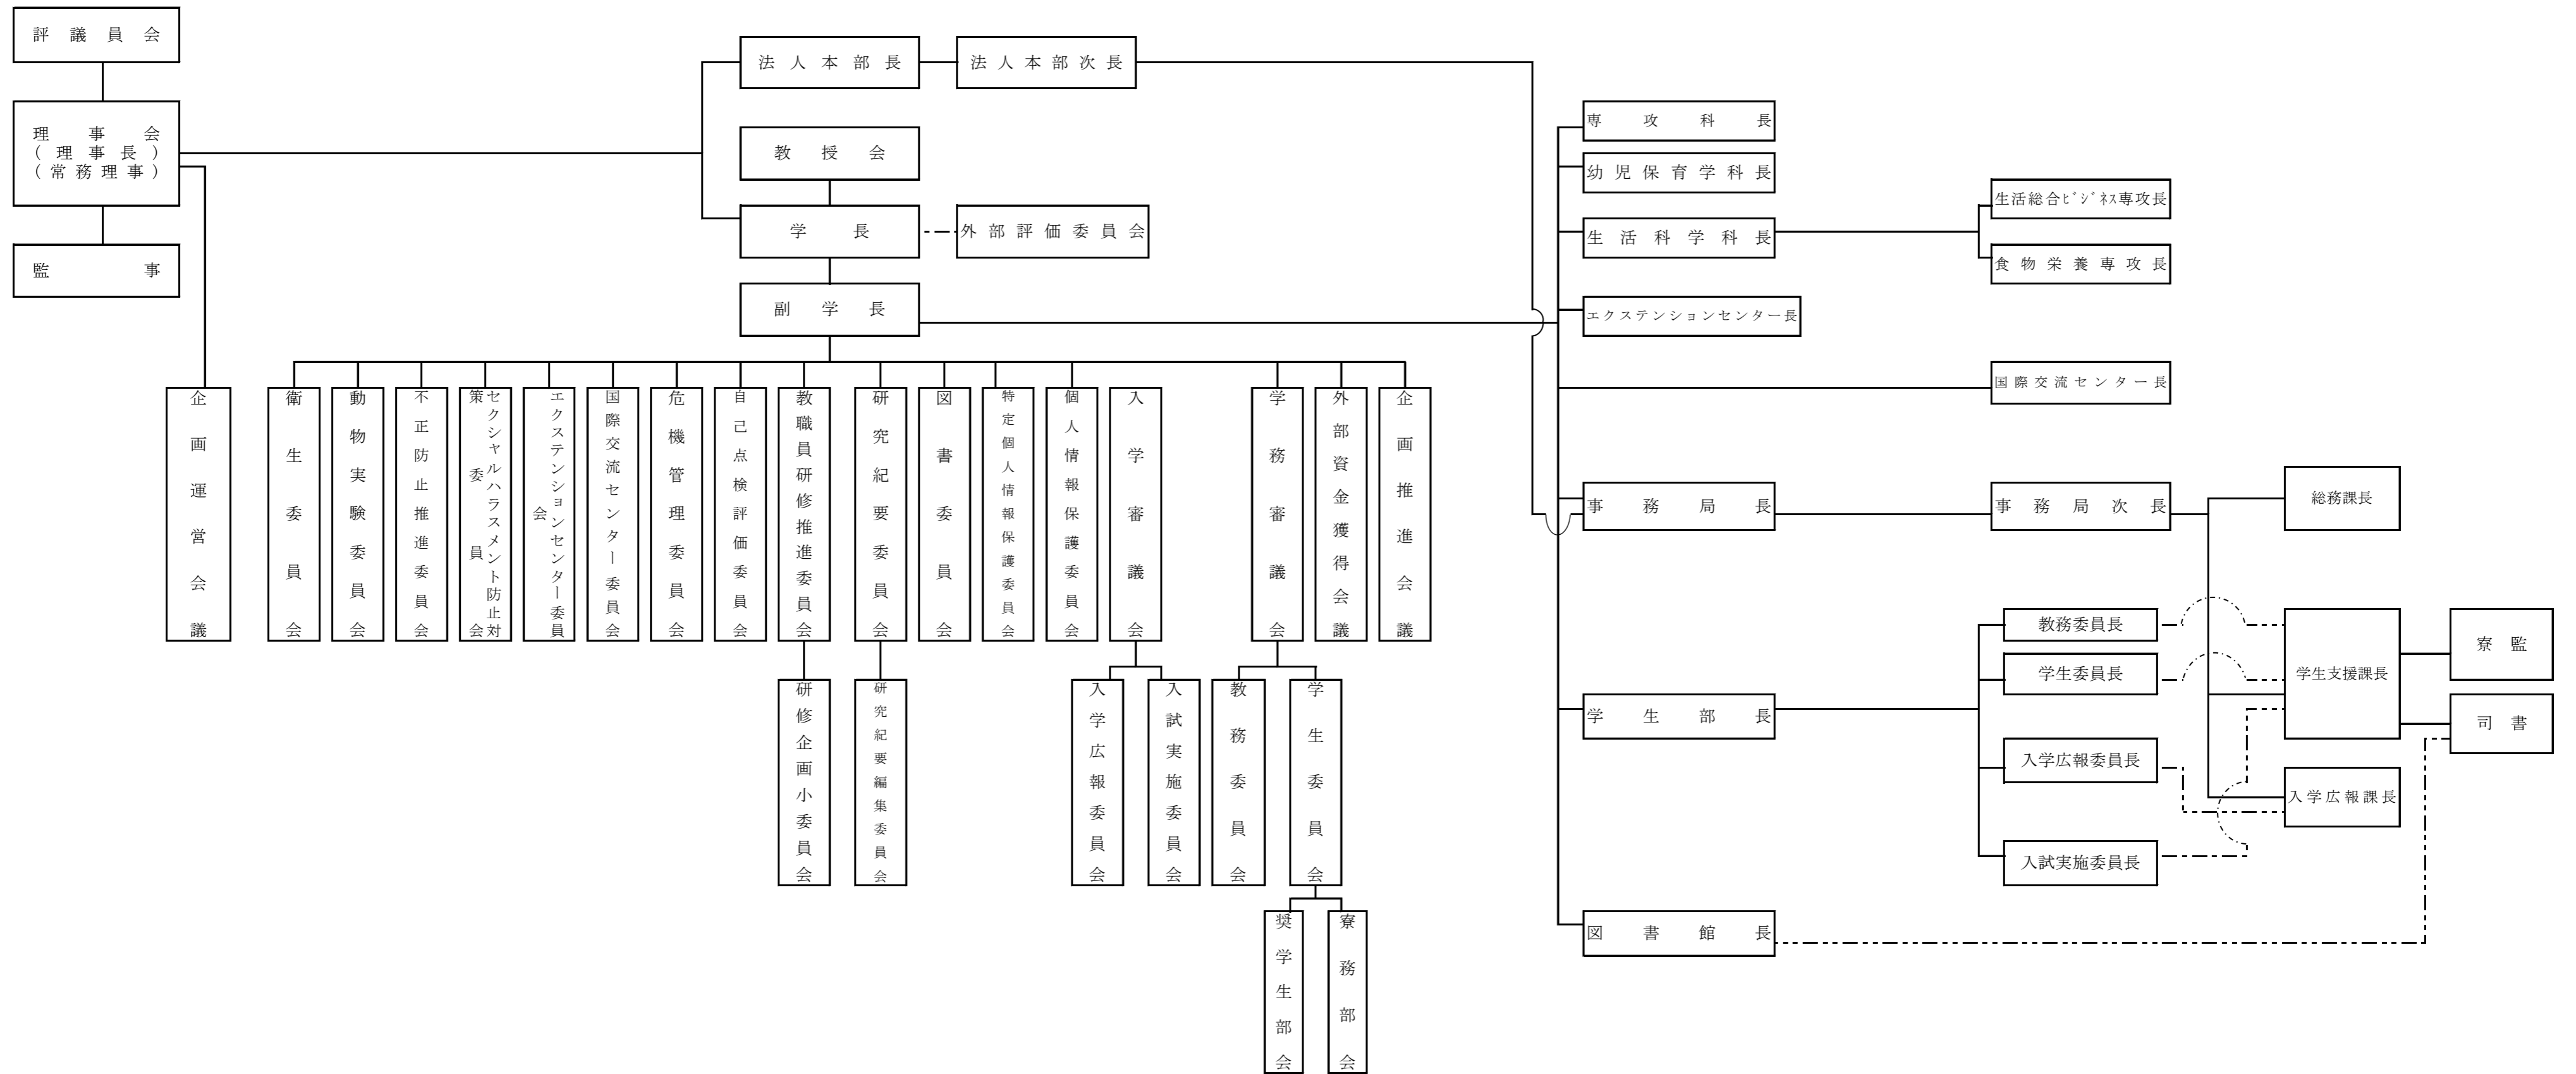 評議員会
理事会
(理事長)
(常務理事)
監事
法人本部長
法人本部次長
教授会
学長
外部評価委員会
副学長
企画運営会議
衛生委員会
動物実験委員会
不正防止推進委員会
セクシャルハラスメント防止対
策委員会
エクステンションセンター委員
会
国際交流センター委員会
危機管理委員会
自己点検評価委員会
教職員研修推進委員会
研究紀要委員会
図書委員会
特定個人情報保護委員会
個人情報保護委員会
入学審議会
学務審議会
外部資金獲得会議
企画推進会議
研修企画小委員会
研究紀要編集委員会
入学広報委員会
入試実施委員会
教務委員会
学生委員会
奨学生部会
寮務部会
専攻科長
幼児保育学科長
生活科学科長
生活総合ビジネス専攻長
食物栄養専攻長
エクステンションセンター長
国際交流センター長
事務局長
事務局次長
総務課長
教務委員長
学生委員長
学生部長
入学広報委員長
入試実施委員長
学生支援課長
寮監
司書
入学広報課長
図書館長